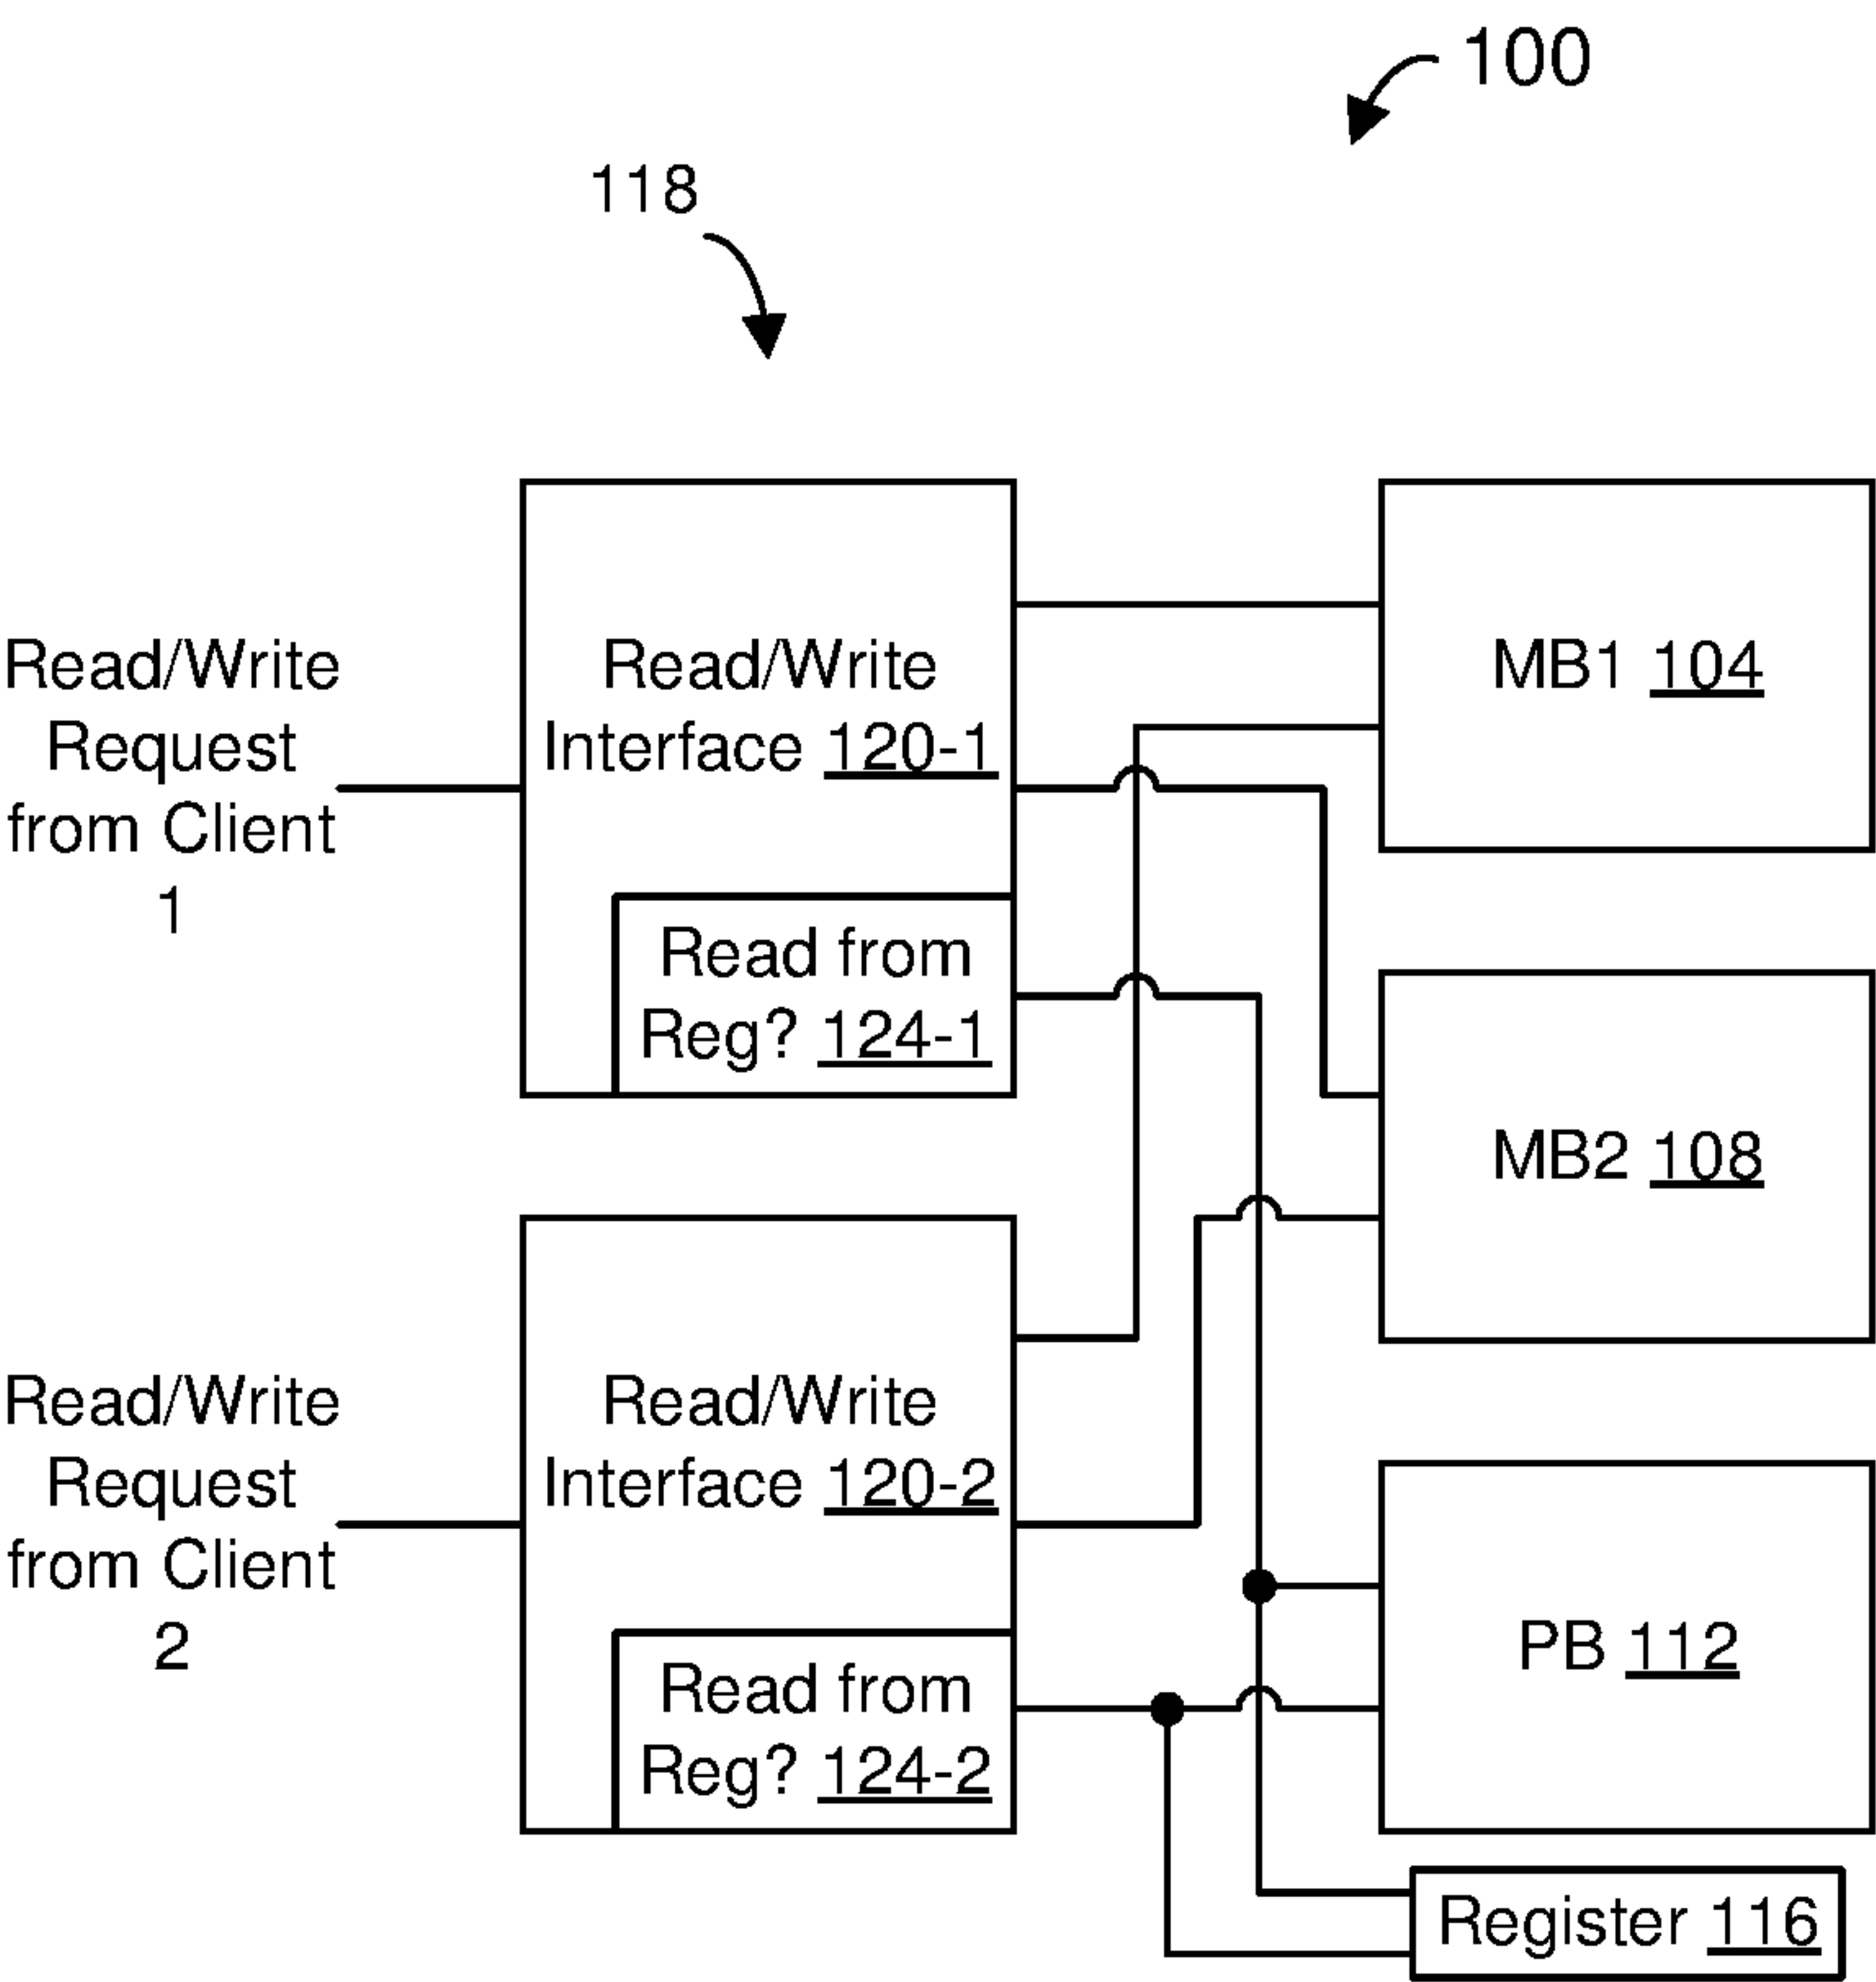 100
118
Read/Write
Request
from Client
1
Read/Write
Interface 120-1
Read from
Reg? 124-1
MB1 104
MB2 108
Read/Write
Request
from Client
2
Read/Write
Interface 120-2
Read from
Reg? 124-2
PB 112
Register 116